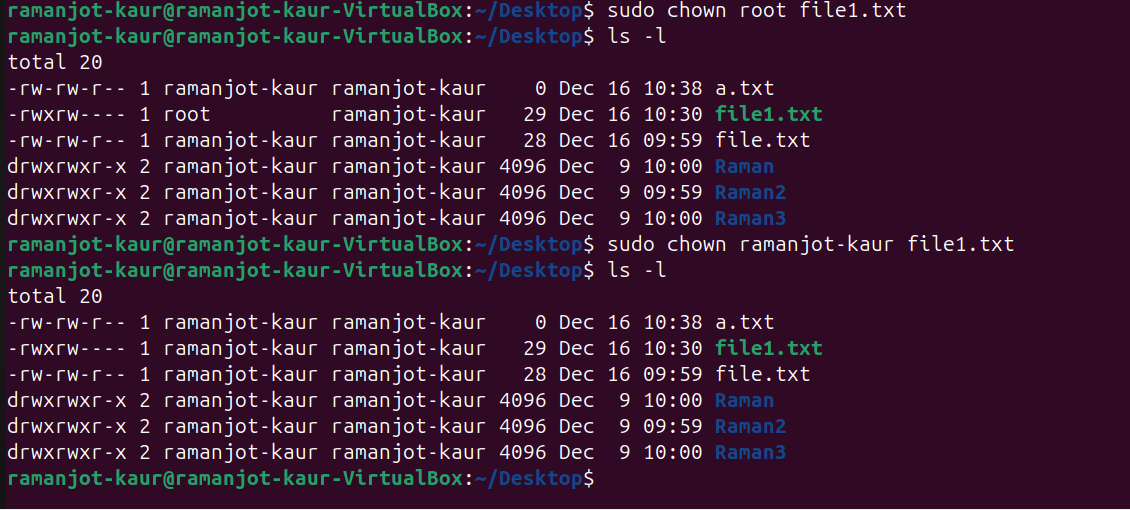 ramanjot-kaur@ramanjot-kaur-VirtualBox:~/Desktop$ sudo chown root file1.txt
ramanjot-kaur@ramanjot-kaur-VirtualBox:~/Desktop$ ls -l
total 20
-rw-rw-r-- 1 ramanjot-kaur ramanjot-kaur    0 Dec 16 10:38 a.txt
-rwxrw---- 1 root          ramanjot-kaur   29 Dec 16 10:30 file1.txt
-rw-rw-r-- 1 ramanjot-kaur ramanjot-kaur   28 Dec 16 09:59 file.txt
drwxrwxr-x 2 ramanjot-kaur ramanjot-kaur 4096 Dec  9 10:00 Raman
drwxrwxr-x 2 ramanjot-kaur ramanjot-kaur 4096 Dec  9 09:59 Raman2
drwxrwxr-x 2 ramanjot-kaur ramanjot-kaur 4096 Dec  9 10:00 Raman3
ramanjot-kaur@ramanjot-kaur-VirtualBox:~/Desktop$ sudo chown ramanjot-kaur file1.txt
ramanjot-kaur@ramanjot-kaur-VirtualBox:~/Desktop$ ls -l
total 20
-rw-rw-r-- 1 ramanjot-kaur ramanjot-kaur    0 Dec 16 10:38 a.txt
-rwxrw---- 1 ramanjot-kaur ramanjot-kaur   29 Dec 16 10:30 file1.txt
-rw-rw-r-- 1 ramanjot-kaur ramanjot-kaur   28 Dec 16 09:59 file.txt
drwxrwxr-x 2 ramanjot-kaur ramanjot-kaur 4096 Dec  9 10:00 Raman
drwxrwxr-x 2 ramanjot-kaur ramanjot-kaur 4096 Dec  9 09:59 Raman2
drwxrwxr-x 2 ramanjot-kaur ramanjot-kaur 4096 Dec  9 10:00 Raman3
ramanjot-kaur@ramanjot-kaur-VirtualBox:~/Desktop$